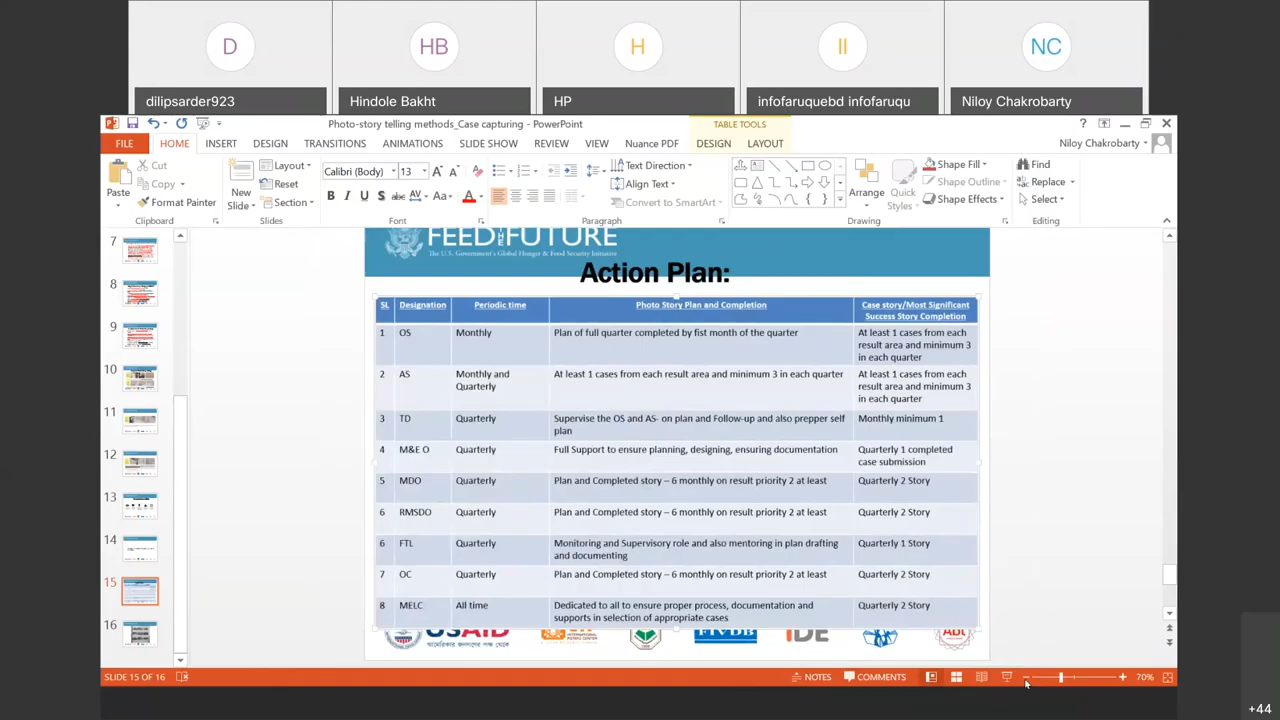 D
HB
H
II
NC
dilipsarder923
Hindole Bakht
HP
infofaruquebd infofaruqu
Niloy Chakrobarty
Photo-story telling methods_Case capturing - PowerPoint
TABLE TOOLS
FILE
HOME
INSERT
DESIGN
TRANSITIONS
ANIMATIONS
SLIDE SHOW
REVIEW
VIEW
Nuance PDF
DESIGN
LAYOUT
Niloy Chakrobarty
Paste
Cut
Copy
Format Painter
Clipboard
New
Slide
Layout
Reset
Section
Slides
Calibri (Body)
13
Font
Text Direction
Align Text
Convert to SmartArt
Paragraph
Arrange
Quick
Styles
Shape Fill
Shape Outline
Shape Effects
Drawing
Find
Replace
Select
Editing
7
8
9
10
11
12
13
14
15
16
FEED THE FUTURE
The U.S. Government's Global Hunger & Food Security Initiative
Action Plan:
SL Designation Periodic time Photo Story Plan and Completion Case story/Most Significant
Success Story Completion
1 OS Monthly Plan of full quarter completed by fist month of the quarter At least 1 cases from each
result area and minimum 3
in each quarter
2 AS Monthly and At least 1 cases from each result area and minimum 3 in each quarter At least 1 cases from each
Quarterly result area and minimum 3
in each quarter
3 TD Quarterly Supervise the OS and AS- on plan and Follow-up and also prepper self Monthly minimum 1
plan
4 M&E O Quarterly Full Support to ensure planning, designing, ensuring documentation Quarterly 1 completed
case submission
5 MDO Quarterly Plan and Completed story – 6 monthly on result priority 2 at least Quarterly 2 Story
6 RMSDO Quarterly Plan and Completed story – 6 monthly on result priority 2 at least Quarterly 2 Story
6 FTL Quarterly Monitoring and Supervisory role and also mentoring in plan drafting Quarterly 1 Story
and documenting
7 OC Quarterly Plan and Completed story – 6 monthly on result priority 2 at least Quarterly 2 Story
8 MELC All time Dedicated to all to ensure proper process, documentation and Quarterly 2 Story
supports in selection of appropriate cases
USAID
আমেরিকার জনগণের পক্ষ থেকে
FIVDB
iDE
Abt
SLIDE 15 OF 16
NOTES
COMMENTS
70%
+44